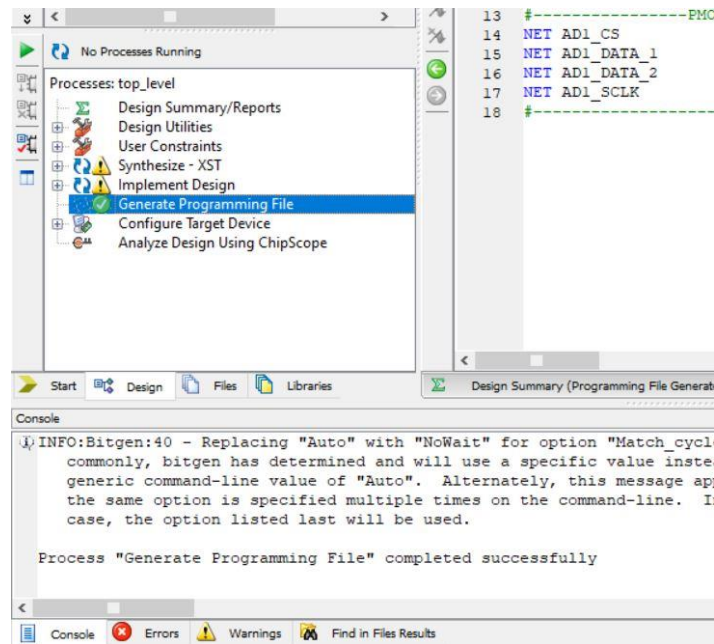 No Processes Running
Processes: top_level
Design Summary/Reports
Design Utilities
User Constraints
Synthesize - XST
Implement Design
Generate Programming File
Configure Target Device
Analyze Design Using ChipScope
Start Design Files Libraries
13 #----------------PMO
14 NET AD1_CS
15 NET AD1_DATA_1
16 NET AD1_DATA_2
17 NET AD1_SCLK
18 #-------------------
Design Summary (Programming File Generate
Console
INFO:Bitgen:40 - Replacing "Auto" with "NoWait" for option "Match_cycl
commonly, bitgen has determined and will use a specific value inste
generic command-line value of "Auto". Alternately, this message ap
the same option is specified multiple times on the command-line. I
case, the option listed last will be used.
Process "Generate Programming File" completed successfully
Console Errors Warnings Find in Files Results